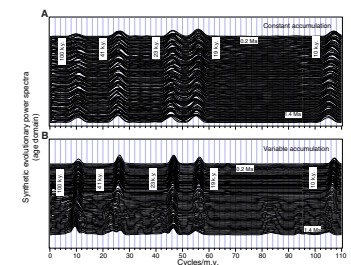 A
Constant accumulation
100 k.y.
41 k.y.
23 k.y.
19 k.y.
10 k.y.
0.2 Ma
1.4 Ma
B
Variable accumulation
100 k.y.
41 k.y.
23 k.y.
19 k.y.
10 k.y.
0.2 Ma
1.4 Ma
Synthetic evolutionary power spectra
(age domain)
0 10 20 30 40 50 60 70 80 90 100 110
Cycles/m.y.